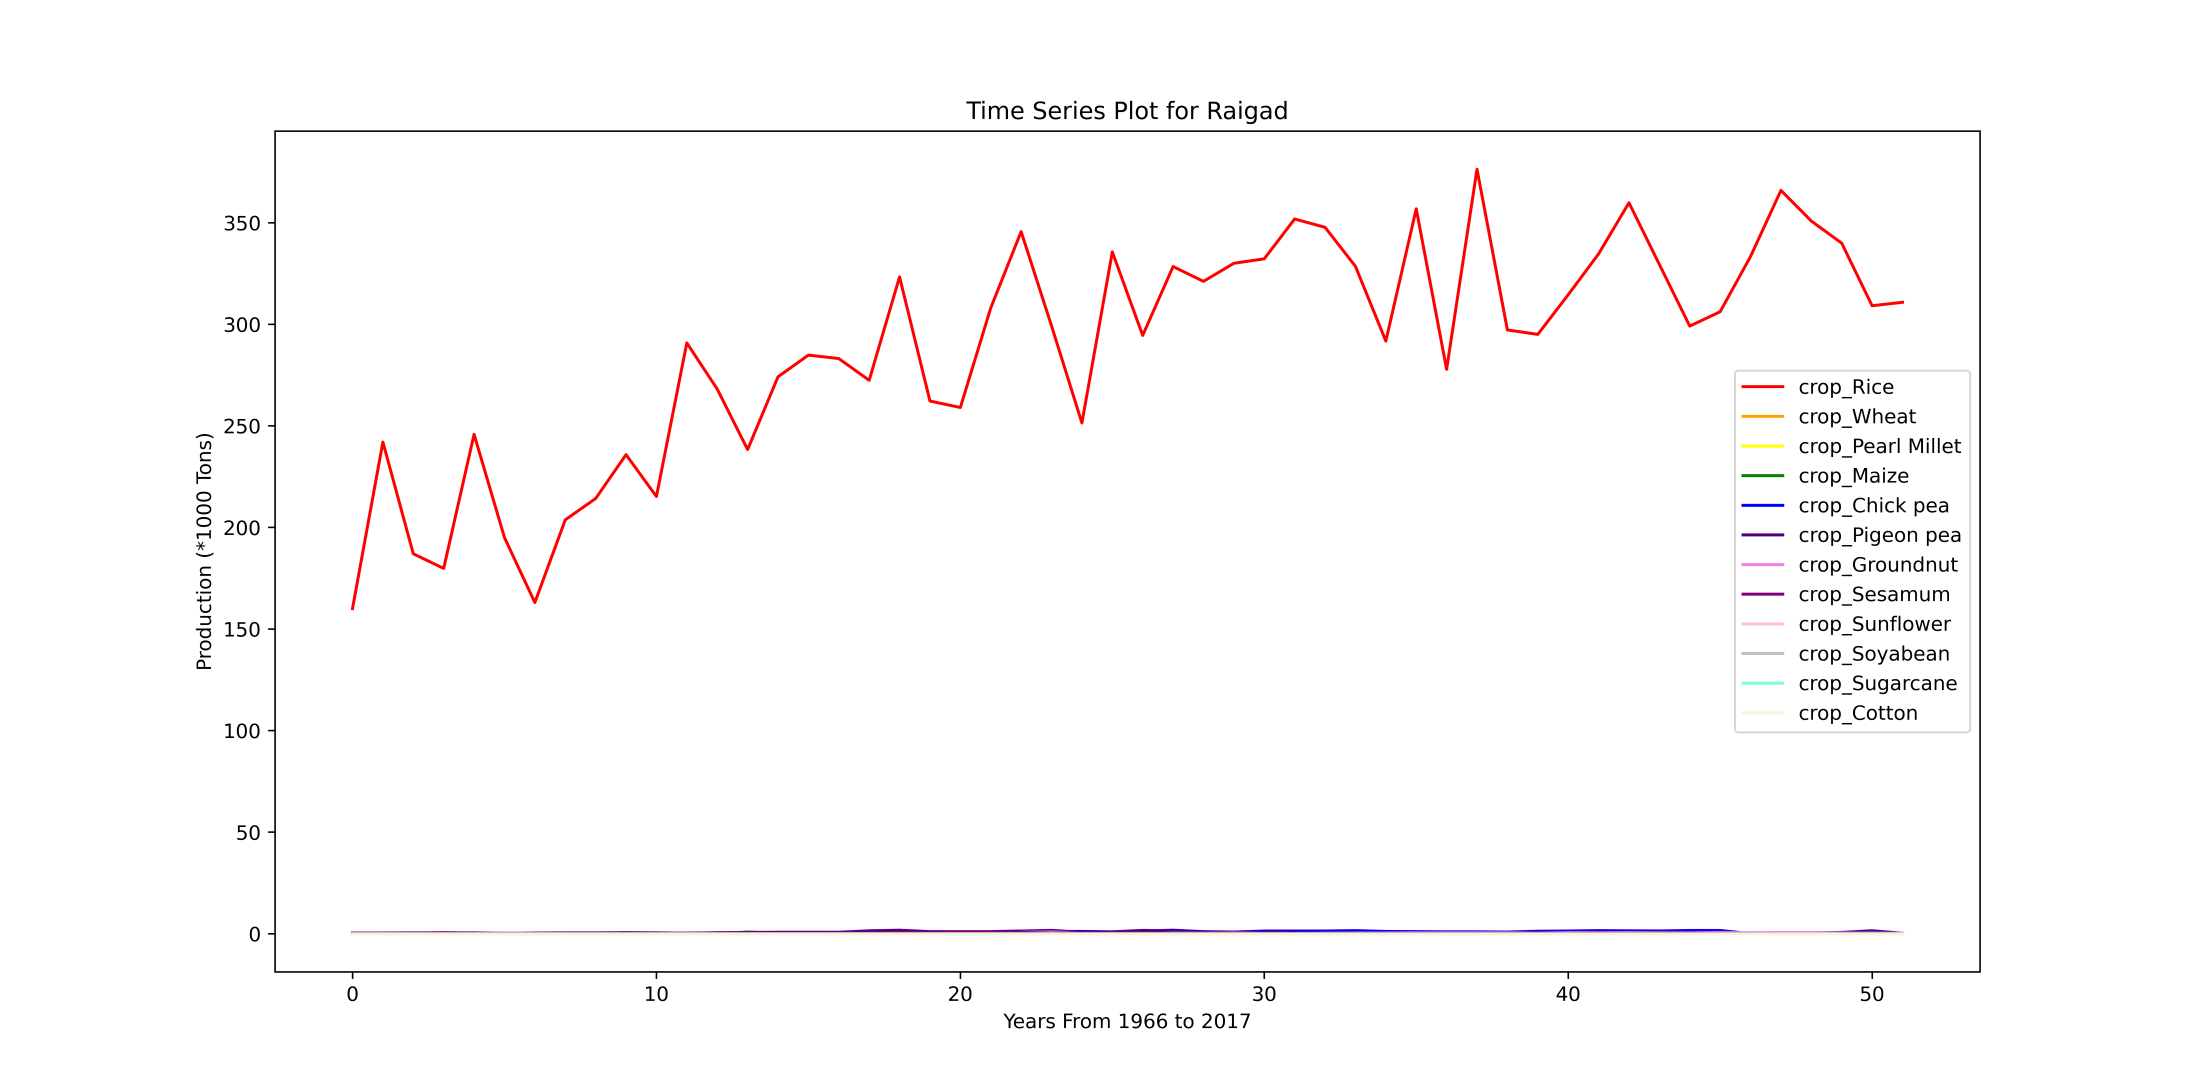 Time Series Plot for Raigad
Production (*1000 Tons)
350
300
250
200
150
100
50
0
crop_Rice
crop_Wheat
crop_Pearl Millet
crop_Maize
crop_Chick pea
crop_Pigeon pea
crop_Groundnut
crop_Sesamum
crop_Sunflower
crop_Soyabean
crop_Sugarcane
crop_Cotton
0 10 20 30 40 50
Years From 1966 to 2017